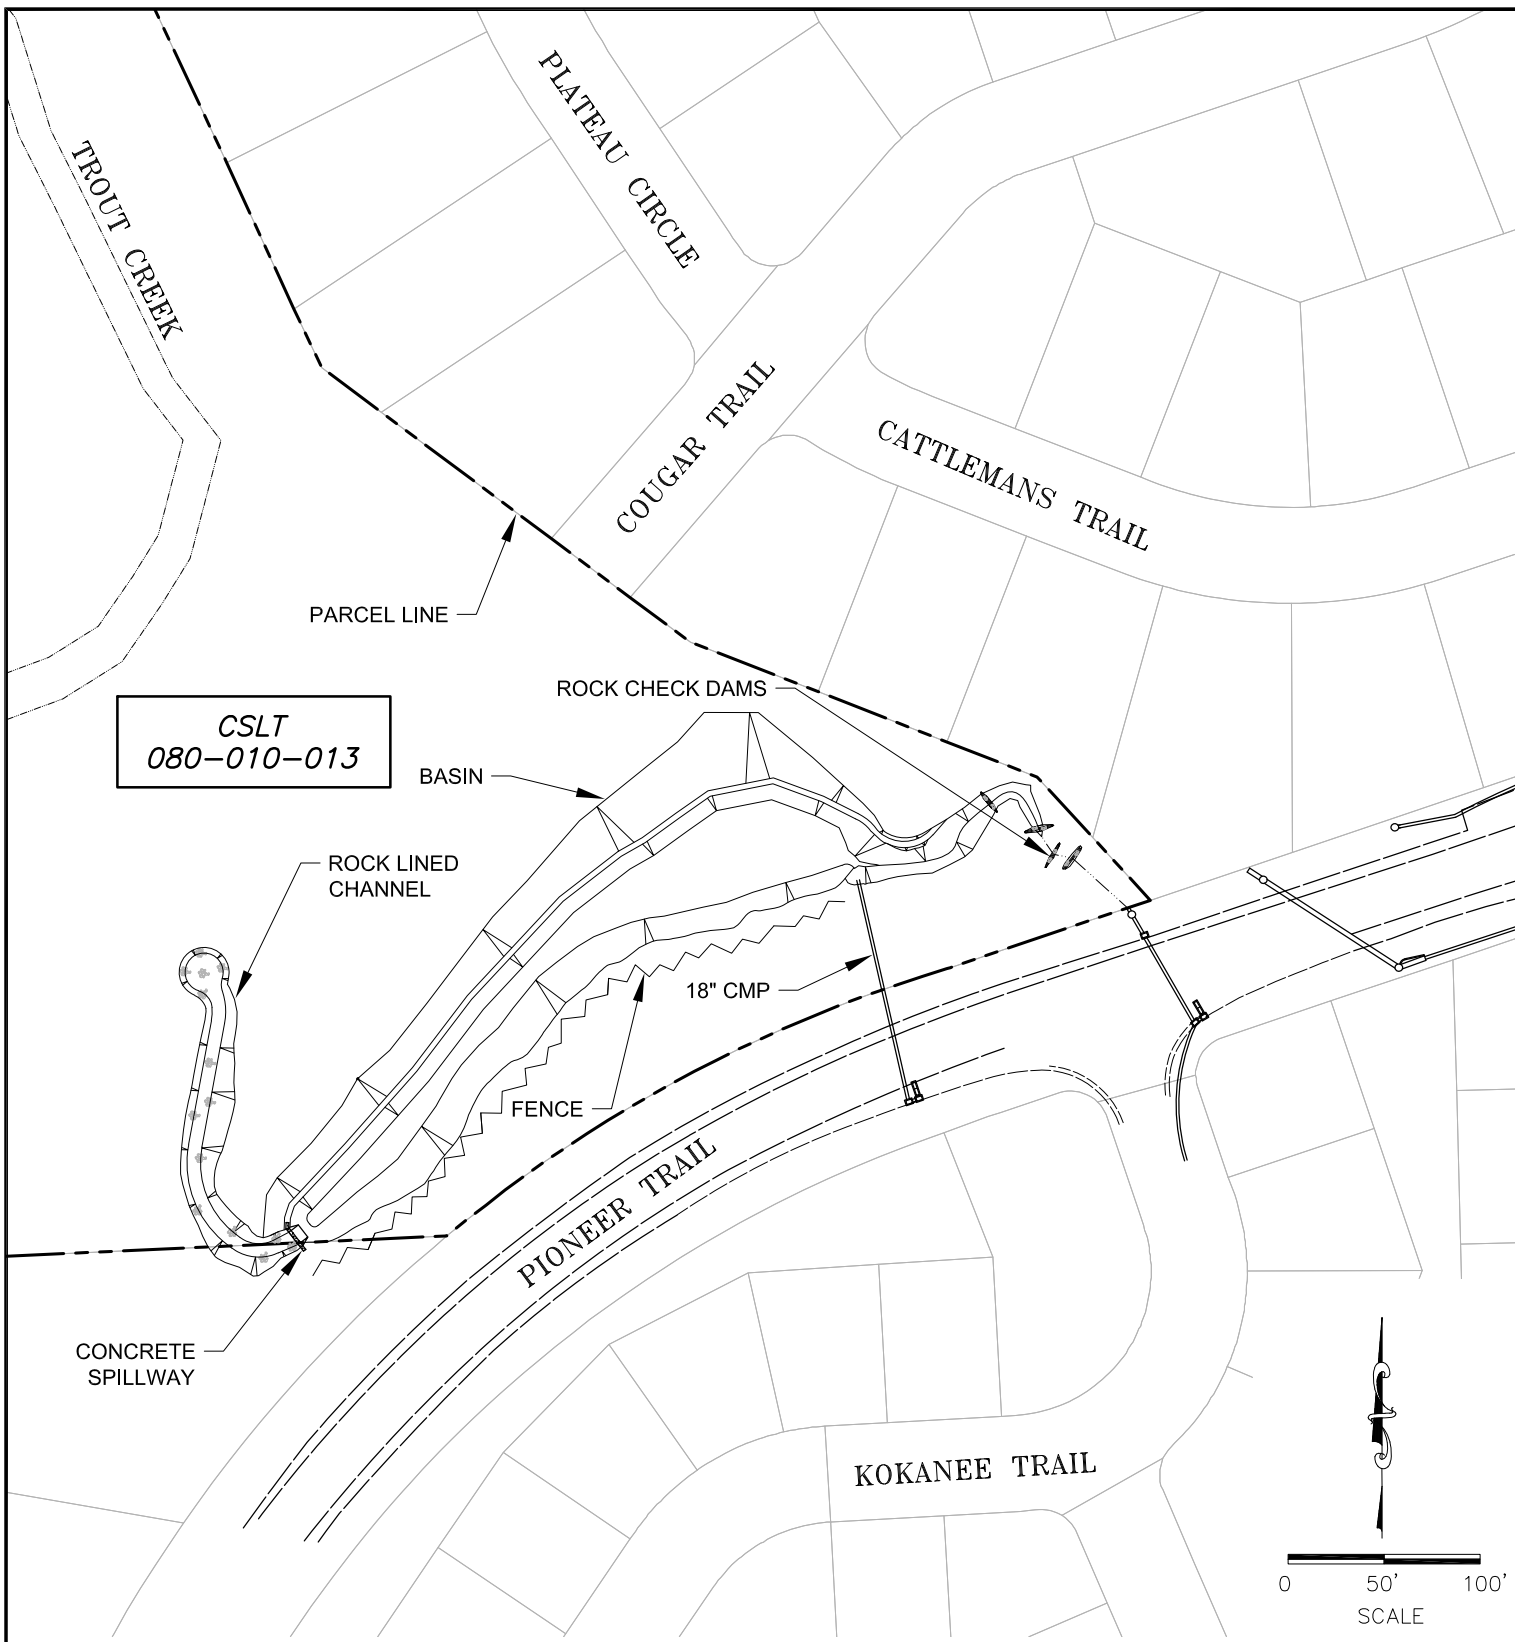 PLATEAU CIRCLE
TROUT CREEK
COUGAR TRAIL
CATTLEMANS TRAIL
PARCEL LINE
ROCK CHECK DAMS
CSLT
080-010-013
BASIN
ROCK LINED
CHANNEL
18" CMP
FENCE
PIONEER TRAIL
CONCRETE
SPILLWAY
KOKANEE TRAIL
0 50' 100'
SCALE